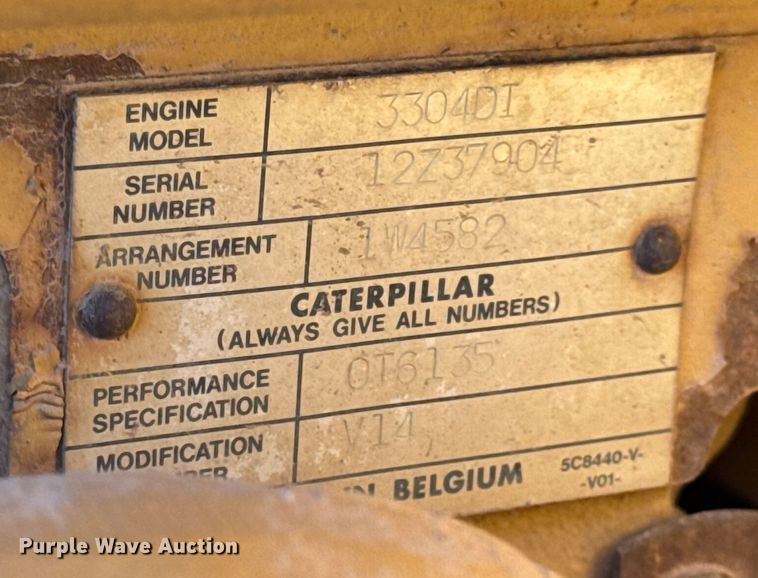 ENGINE MODEL 3304DI
SERIAL NUMBER 12Z37904
ARRANGEMENT NUMBER 1W4582
CATERPILLAR
(ALWAYS GIVE ALL NUMBERS)
PERFORMANCE SPECIFICATION 0T6135
MODIFICATION V14
BELGIUM 5C8440-V-
-V01-
Purple Wave Auction